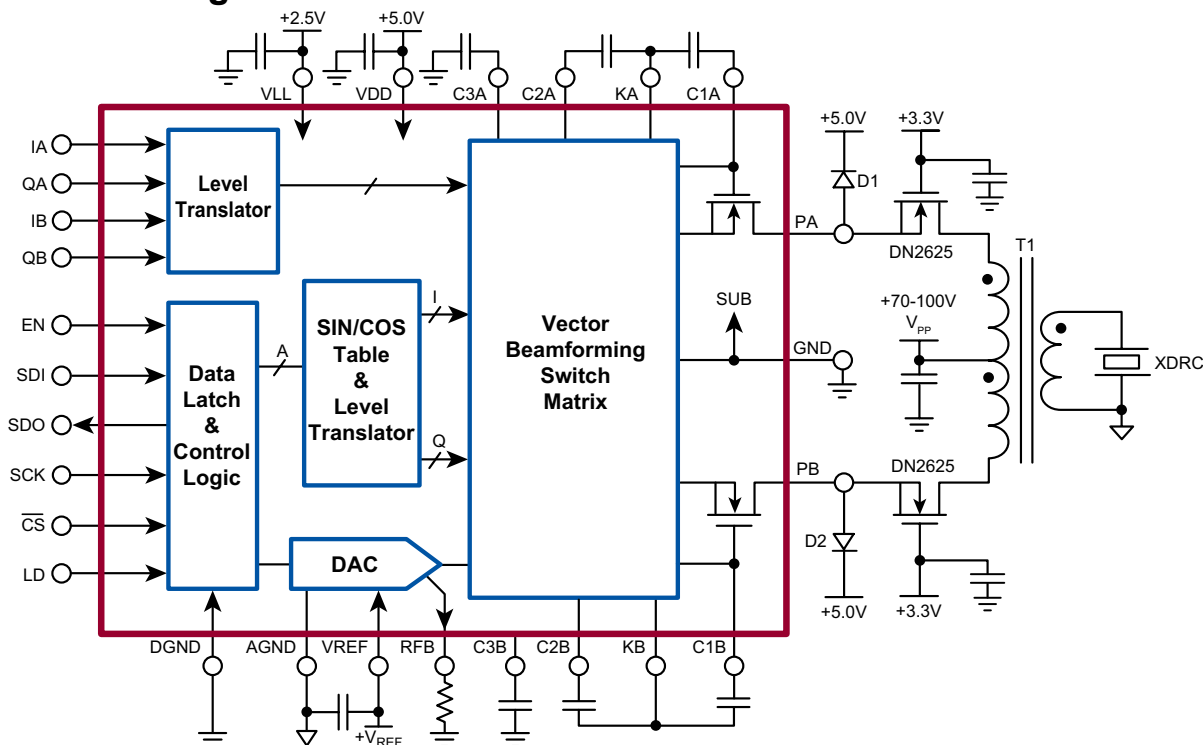 +2.5V
+5.0V
VLL
VDD
C3A
C2A
KA
C1A
IA
QA
IB
QB
Level
Translator
+5.0V
+3.3V
D1
PA
DN2625
T1
EN
SDI
SDO
SCK
CS
LD
Data
Latch
&
Control
Logic
A
SIN/COS
Table
&
Level
Translator
I
Q
Vector
Beamforming
Switch
Matrix
SUB
GND
+70-100V
VPP
XDRC
PB
DN2625
D2
+5.0V
+3.3V
DAC
DGND
AGND
VREF
RFB
C3B
C2B
KB
C1B
+VREF